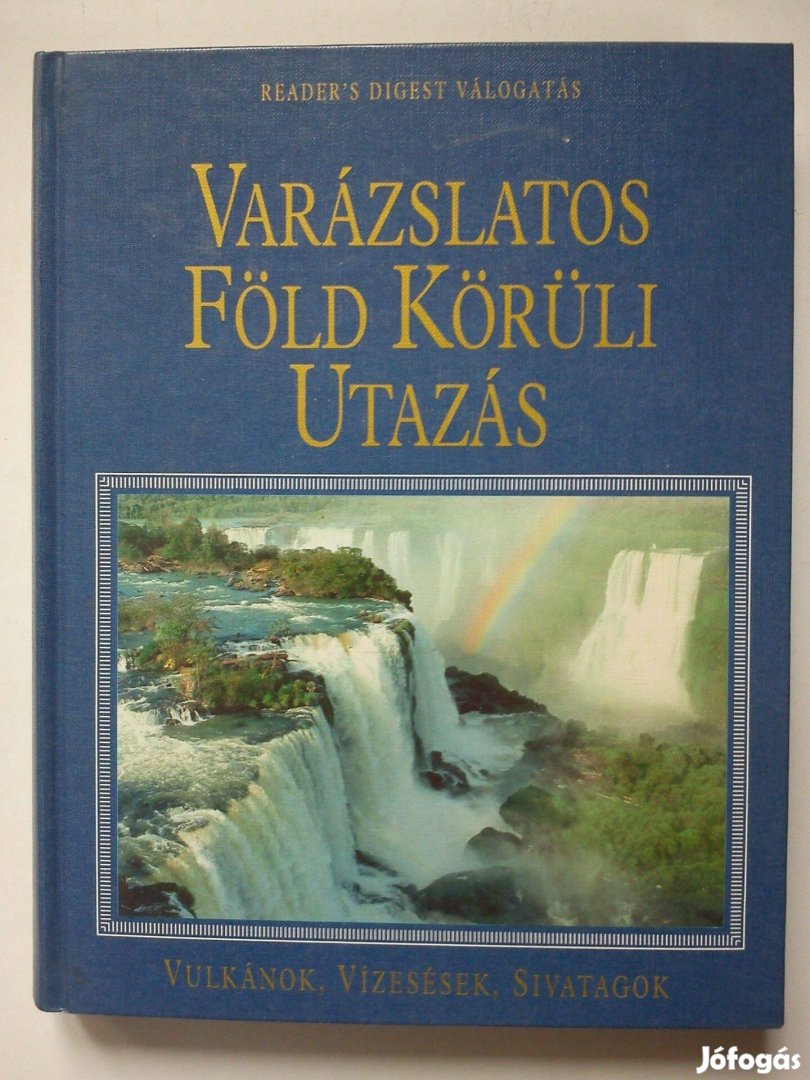 READER'S DIGEST VÁLOGATÁS
VARÁZSLATOS
FÖLD KÖRÜLI
UTAZÁS
VULKÁNOK, VÍZESÉSEK, SIVATAGOK
Jófogás